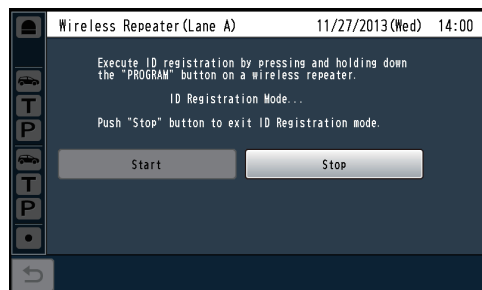 Wireless Repeater(Lane A) 11/27/2013(Wed) 14:00
Execute ID registration by pressing and holding down
the "PROGRAM" button on a wireless repeater.
ID Registration Mode...
Push "Stop" button to exit ID Registration mode.
Start Stop
T
P
T
P